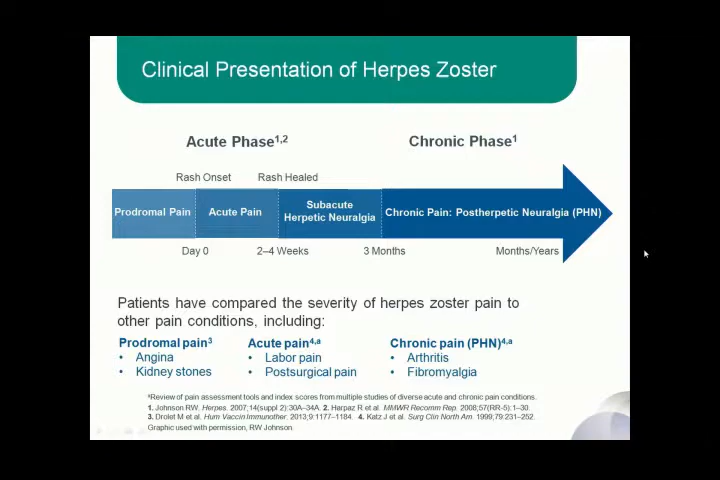 Clinical Presentation of Herpes Zoster
Acute Phase1,2
Chronic Phase1
Rash Onset
Rash Healed
Prodromal Pain
Acute Pain
Subacute
Herpetic Neuralgia
Chronic Pain: Postherpetic Neuralgia (PHN)
Day 0
2–4 Weeks
3 Months
Months/Years
Patients have compared the severity of herpes zoster pain to
other pain conditions, including:
Prodromal pain3
• Angina
• Kidney stones
Acute pain4,a
• Labor pain
• Postsurgical pain
Chronic pain (PHN)4,a
• Arthritis
• Fibromyalgia
aReview of pain assessment tools and index scores from multiple studies of diverse acute and chronic pain conditions.
1. Johnson RW. Herpes. 2007;14(suppl 2):30A–34A. 2. Harpaz R et al. MMWR Recomm Rep. 2008;57(RR-5):1–30.
3. Drolet M et al. Hum Vaccin Immunother. 2013;9:1177–1184. 4. Katz J et al. Surg Clin North Am. 1999;79:231–252.
Graphic used with permission, RW Johnson.